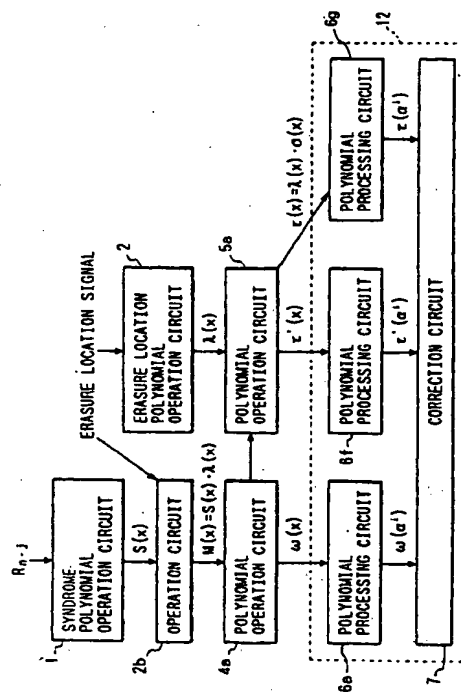 R n-j
ERASURE LOCATION SIGNAL
1
SYNDROME-
POLYNOMIAL
OPERATION CIRCUIT
S(x)
2
ERASURE LOCATION
POLYNOMIAL
OPERATION CIRCUIT
λ(x)
2b
OPERATION CIRCUIT
M(x)=S(x)·λ(x)
4a
POLYNOMIAL
OPERATION CIRCUIT
5a
POLYNOMIAL
OPERATION CIRCUIT
τ(x)=λ(x)·σ(x)
ω(x)
τ'(x)
6a
POLYNOMIAL
PROCESSING CIRCUIT
6f
POLYNOMIAL
PROCESSING CIRCUIT
6g
POLYNOMIAL
PROCESSING CIRCUIT
ω(α^i)
τ'(α^i)
τ(α^i)
12
7
CORRECTION CIRCUIT